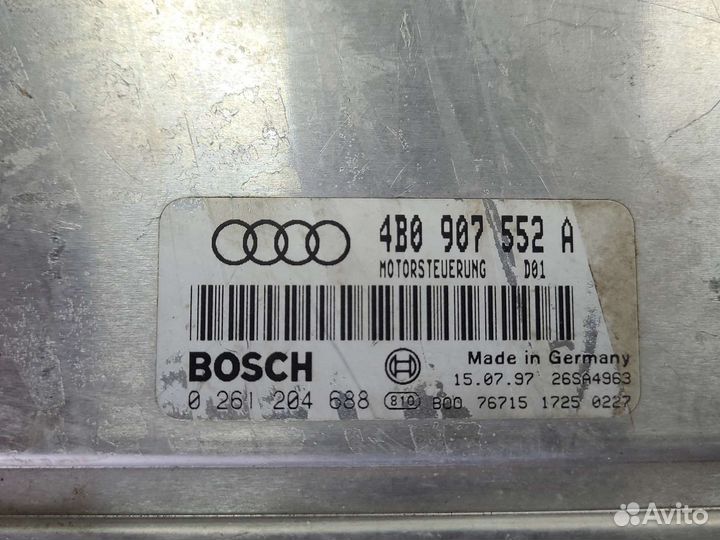 4B0 907 552 A
MOTORSTEUERUNG D01
BOSCH
Made in Germany
15.07.97 26SA4963
0 261 204 688 810 B00 76715 1725 0227
Avito